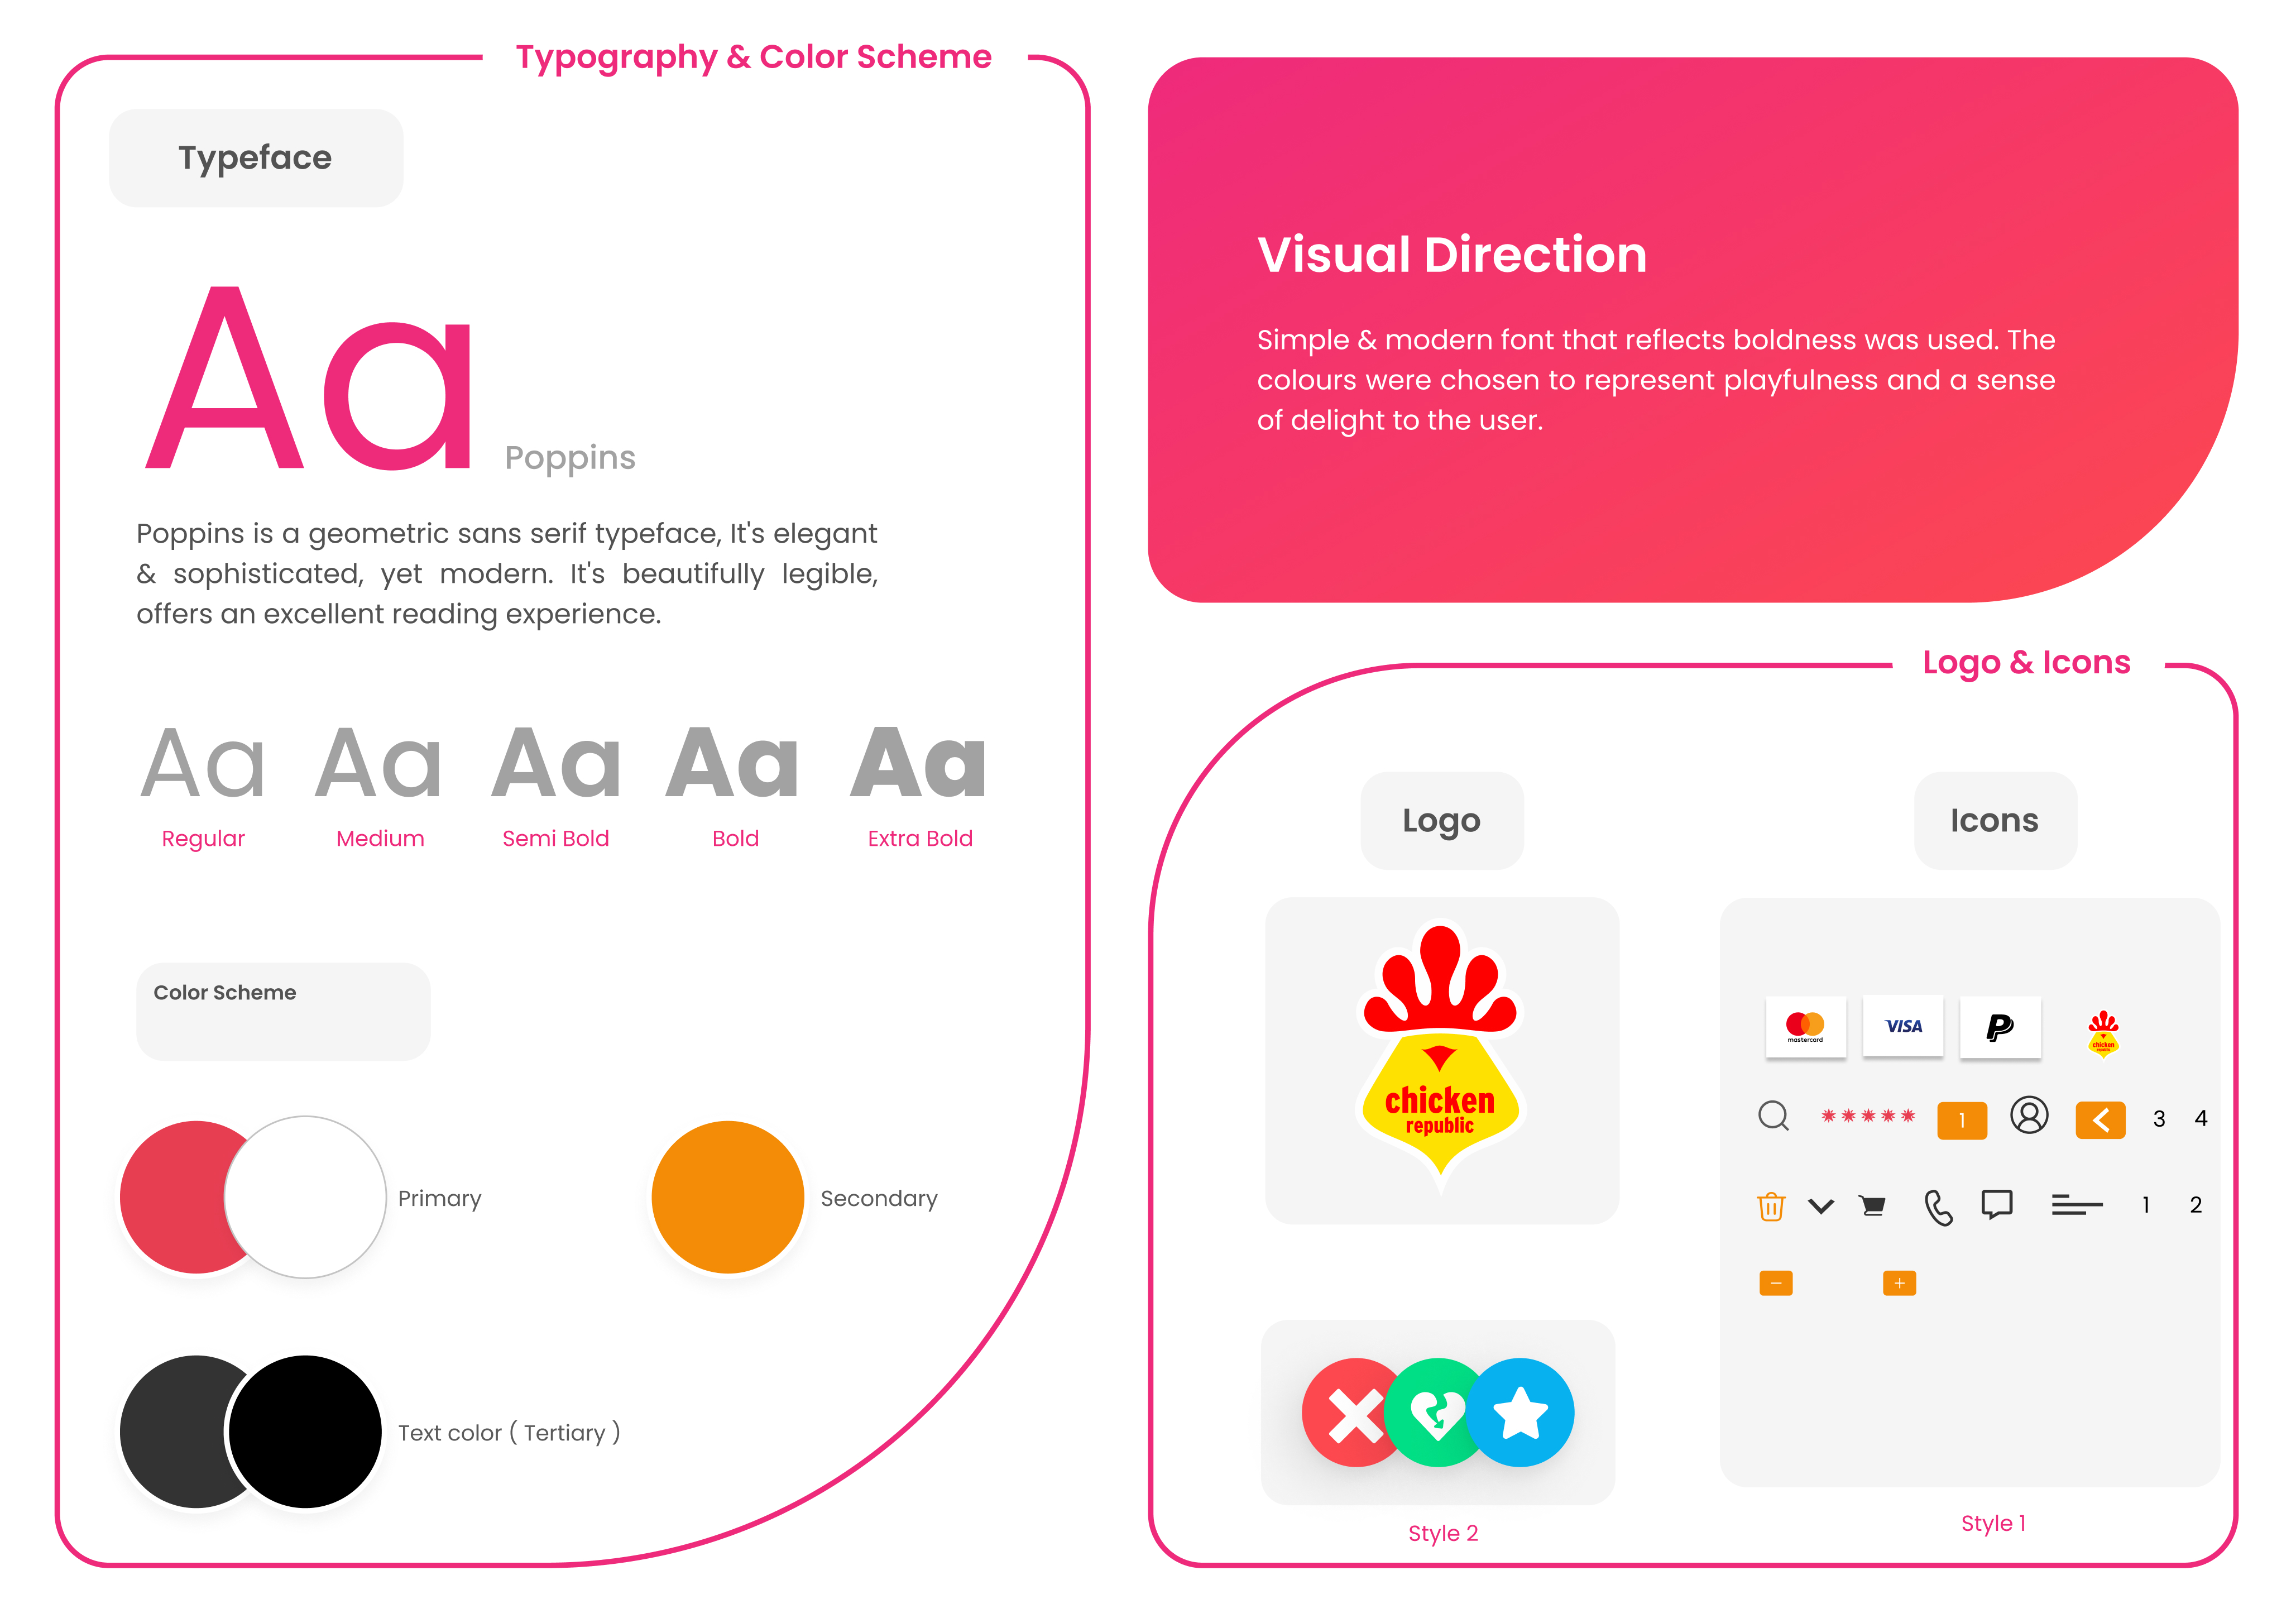 Typography & Color Scheme
Typeface
Aa
Poppins
Poppins is a geometric sans serif typeface, It's elegant
& sophisticated, yet modern. It's beautifully legible,
offers an excellent reading experience.
Aa Aa Aa Aa Aa
Regular Medium Semi Bold Bold Extra Bold
Color Scheme
Primary
Secondary
Text color ( Tertiary )
Visual Direction
Simple & modern font that reflects boldness was used. The
colours were chosen to represent playfulness and a sense
of delight to the user.
Logo & Icons
Logo
chicken
republic
Style 2
Icons
mastercard
VISA
P
chicken
republic
1
3 4
1 2
Style 1